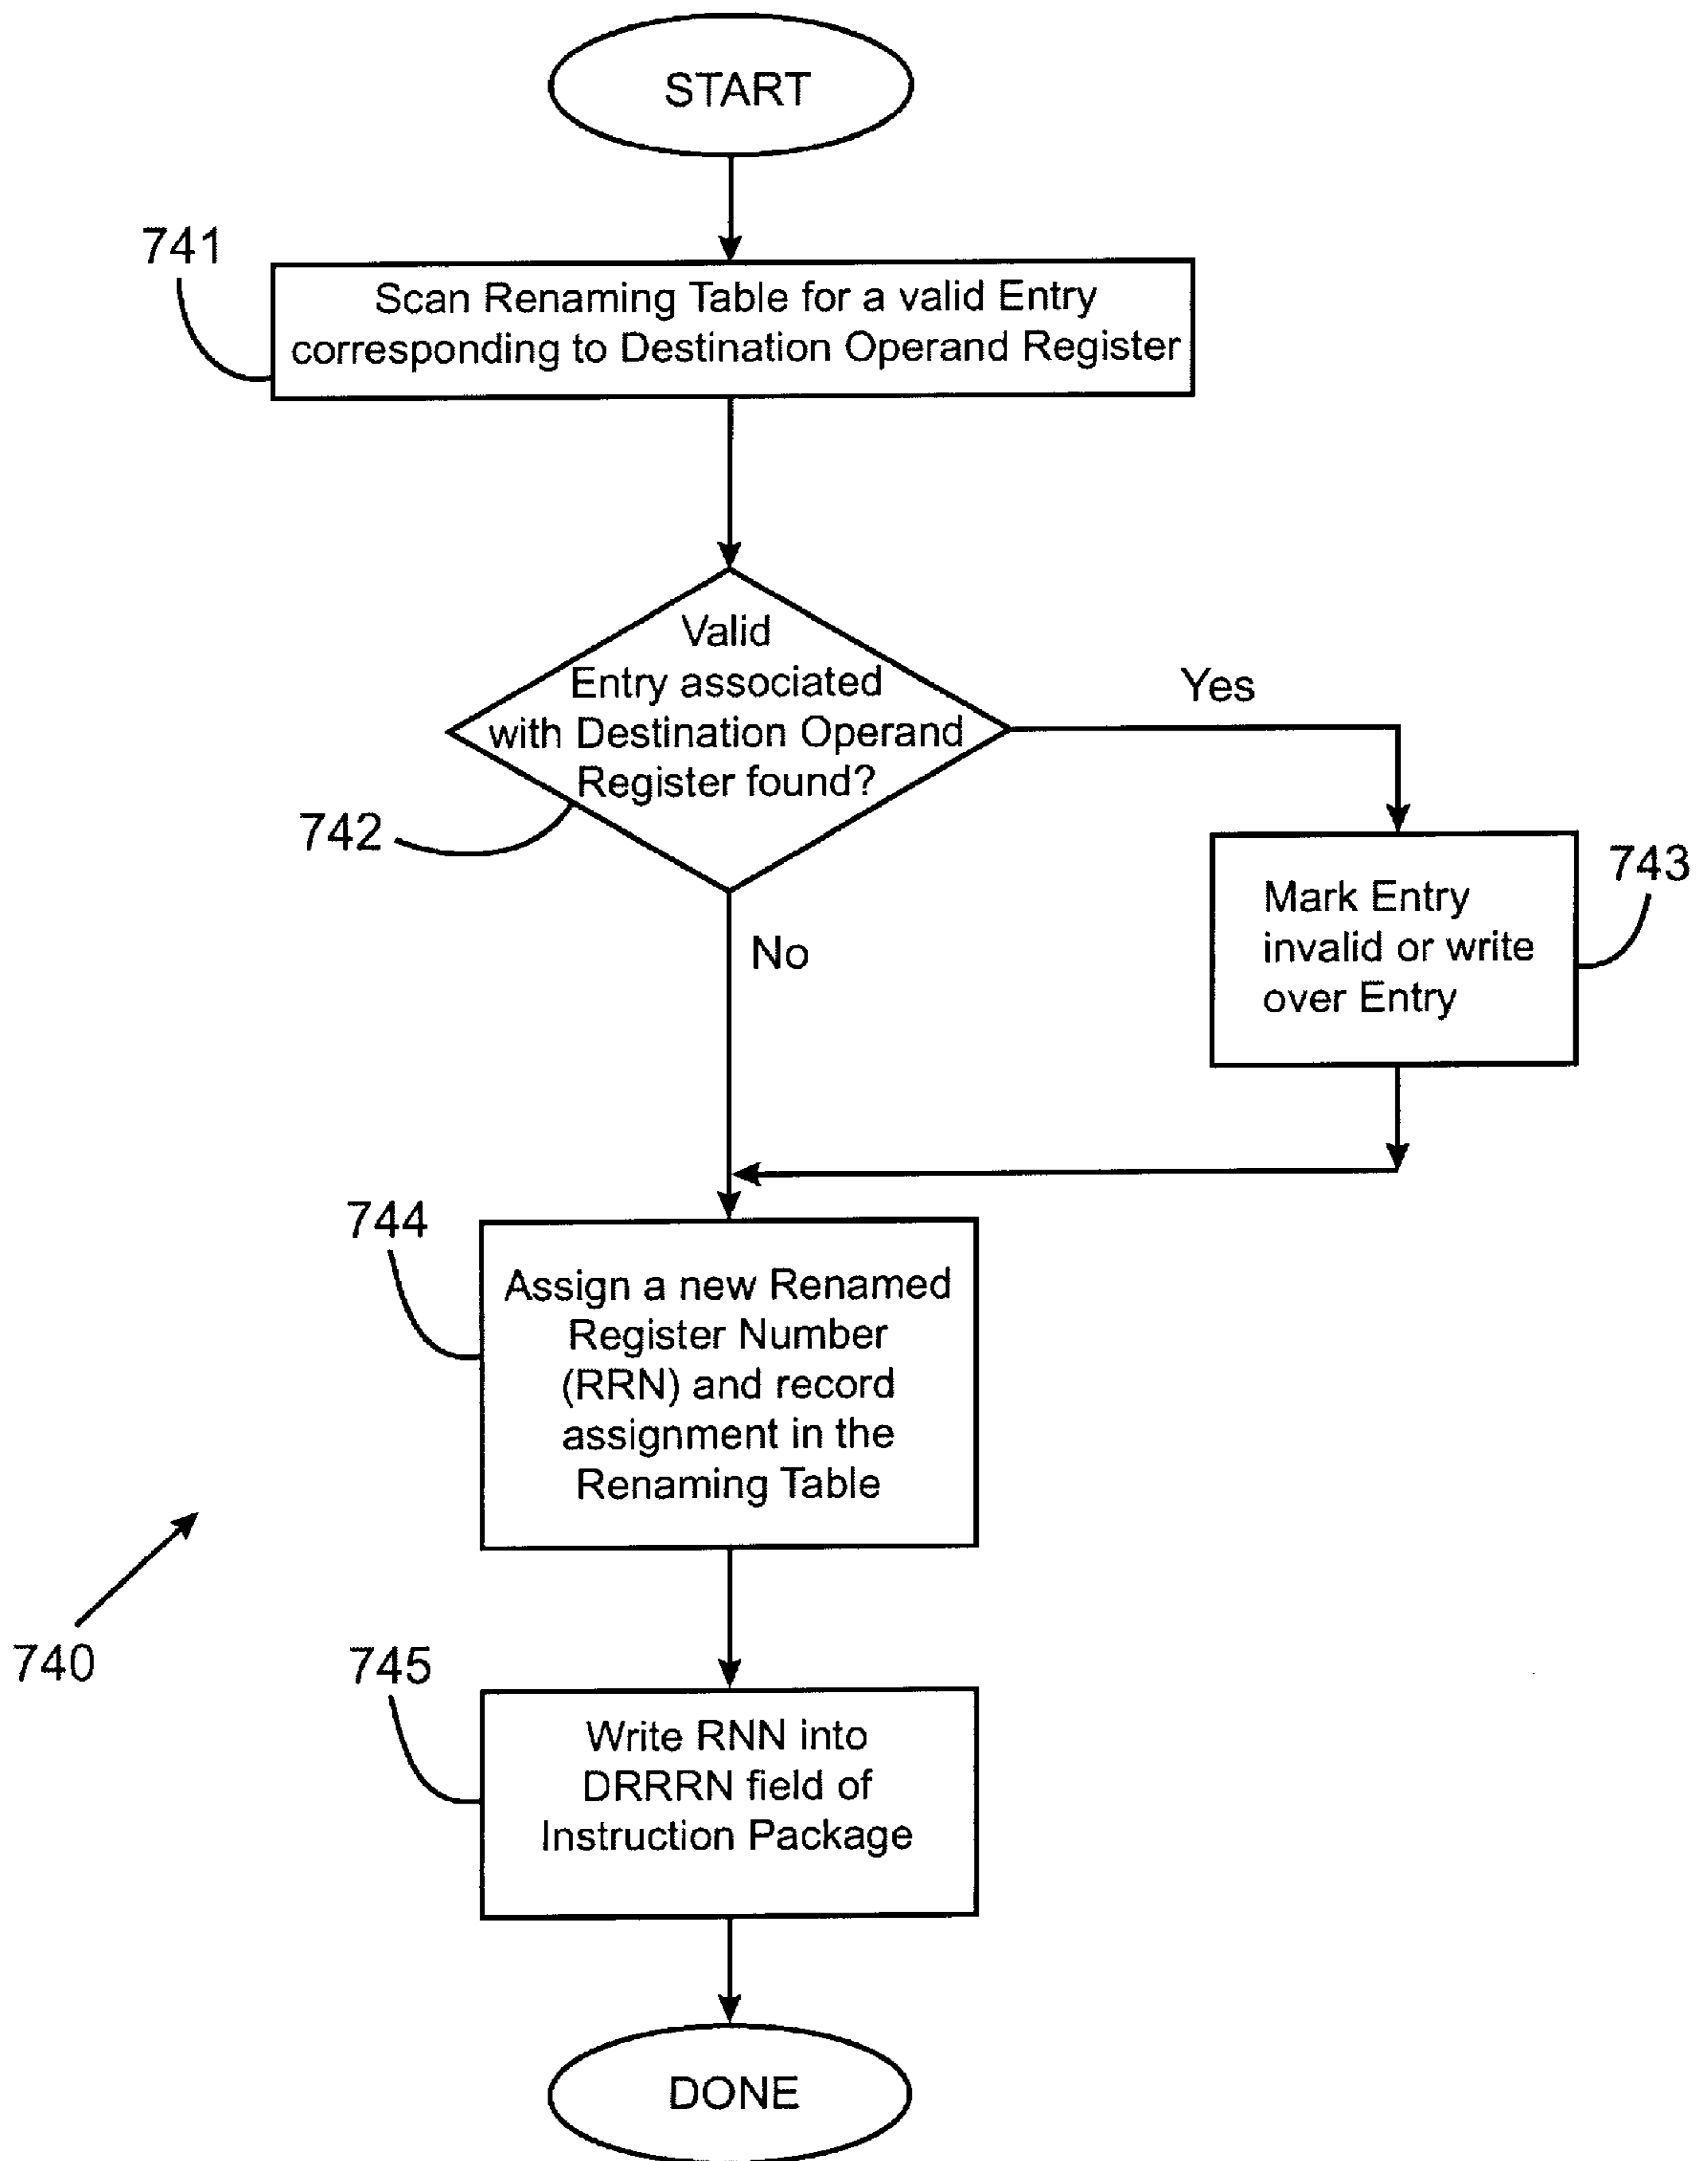 START
741
Scan Renaming Table for a valid Entry
corresponding to Destination Operand Register
Valid
Entry associated
with Destination Operand
Register found?
Yes
742
743
Mark Entry
invalid or write
over Entry
No
744
Assign a new Renamed
Register Number
(RRN) and record
assignment in the
Renaming Table
740
745
Write RNN into
DRRRN field of
Instruction Package
DONE